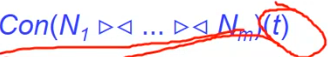 Con(N₁ ▷◁ ... ▷◁ Nₘ)(t)